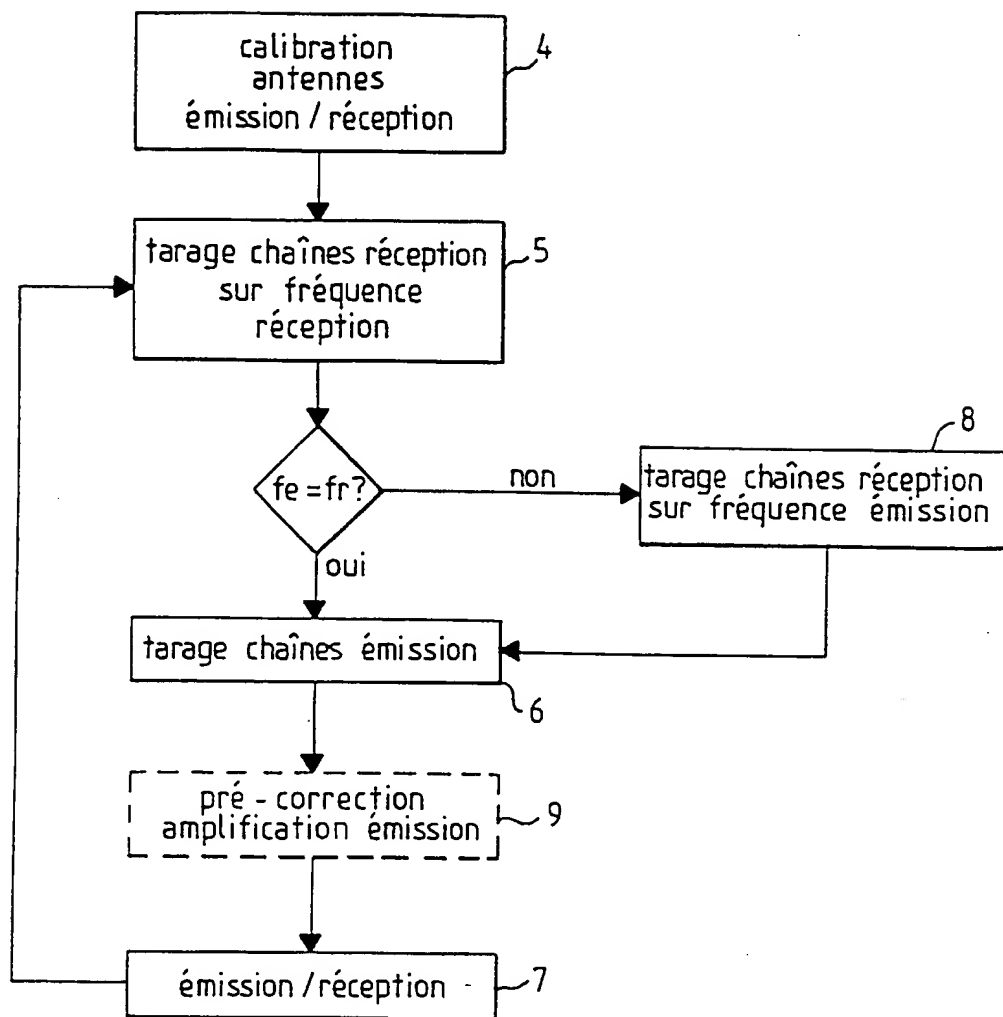 calibration
antennes
émission / réception
4
tarage chaînes réception
sur fréquence
réception
5
fe = fr?
non
8
tarage chaînes réception
sur fréquence émission
oui
tarage chaînes émission
6
pré - correction
amplification émission
9
émission / réception
7